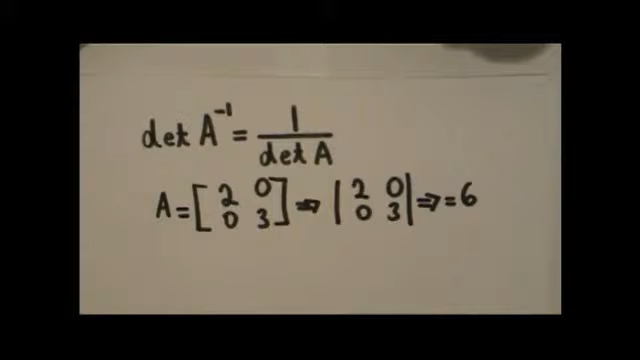 det A⁻¹ = 1 / det A
A = [2 0; 0 3] ⇒ |2 0; 0 3| ⇒ = 6